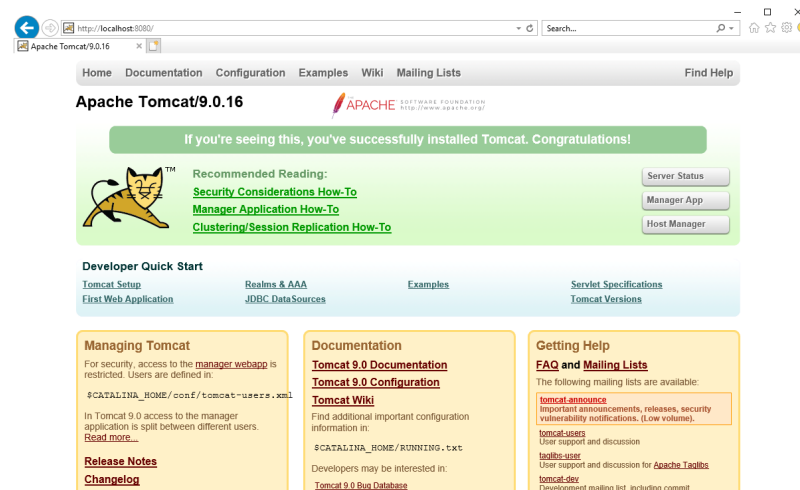 http://localhost:8080/
Search...
Apache Tomcat/9.0.16
Home Documentation Configuration Examples Wiki Mailing Lists Find Help
Apache Tomcat/9.0.16
THE APACHE SOFTWARE FOUNDATION
http://www.apache.org/
If you're seeing this, you've successfully installed Tomcat. Congratulations!
TM
Recommended Reading:
Security Considerations How-To
Manager Application How-To
Clustering/Session Replication How-To
Server Status
Manager App
Host Manager
Developer Quick Start
Tomcat Setup
First Web Application
Realms & AAA
JDBC DataSources
Examples
Servlet Specifications
Tomcat Versions
Managing Tomcat
For security, access to the manager webapp is
restricted. Users are defined in:
$CATALINA_HOME/conf/tomcat-users.xml
In Tomcat 9.0 access to the manager
application is split between different users.
Read more...
Release Notes
Changelog
Documentation
Tomcat 9.0 Documentation
Tomcat 9.0 Configuration
Tomcat Wiki
Find additional important configuration
information in:
$CATALINA_HOME/RUNNING.txt
Developers may be interested in:
Tomcat 9.0 Bug Database
Getting Help
FAQ and Mailing Lists
The following mailing lists are available:
tomcat-announce
Important announcements, releases, security
vulnerability notifications. (Low volume).
tomcat-users
User support and discussion
taglibs-user
User support and discussion for Apache Taglibs
tomcat-dev
Development mailing list, including commit